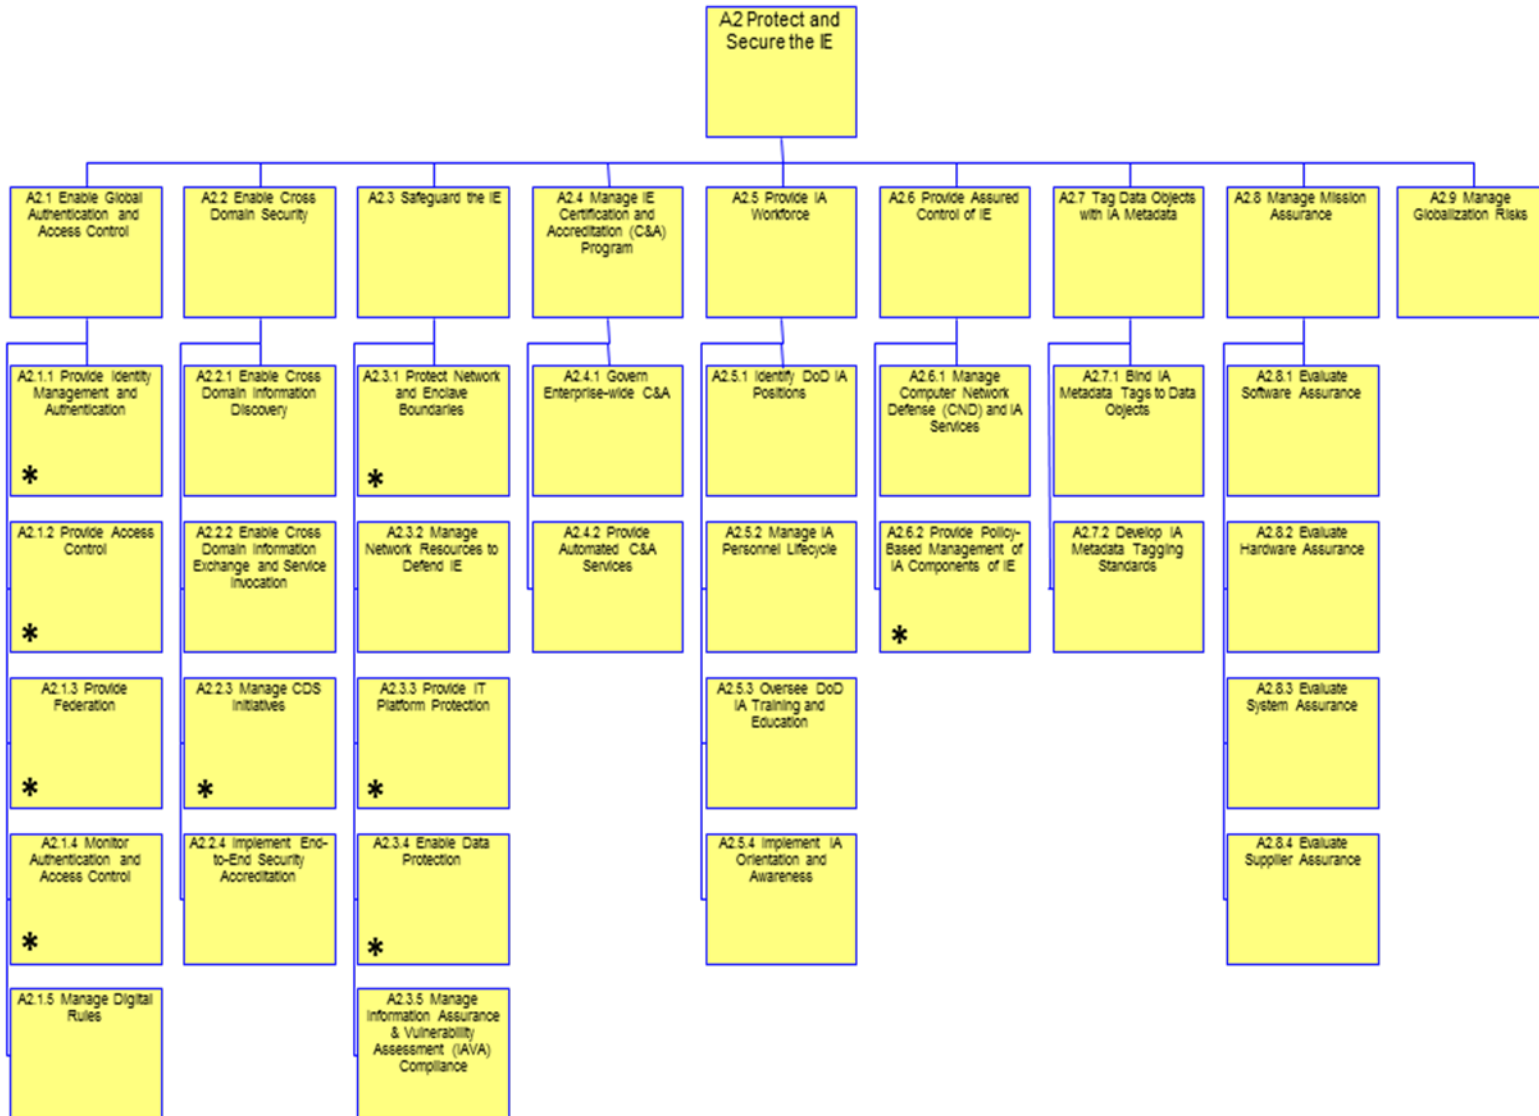 A2 Protect and
Secure the IE
A2.1 Enable Global
Authentication and
Access Control
A2.2 Enable Cross
Domain Security
A2.3 Safeguard the IE
A2.4 Manage IE
Certification and
Accreditation (C&A)
Program
A2.5 Provide IA
Workforce
A2.6 Provide Assured
Control of IE
A2.7 Tag Data Objects
with IA Metadata
A2.8 Manage Mission
Assurance
A2.9 Manage
Globalization Risks
A2.1.1 Provide Identity
Management and
Authentication
*
A2.2.1 Enable Cross
Domain Information
Discovery
A2.3.1 Protect Network
and Enclave
Boundaries
*
A2.4.1 Govern
Enterprise-wide C&A
A2.5.1 Identify DoD IA
Positions
A2.6.1 Manage
Computer Network
Defense (CND) and IA
Services
A2.7.1 Bind IA
Metadata Tags to Data
Objects
A2.8.1 Evaluate
Software Assurance
A2.1.2 Provide Access
Control
*
A2.2.2 Enable Cross
Domain Information
Exchange and Service
Invocation
A2.3.2 Manage
Network Resources to
Defend IE
A2.4.2 Provide
Automated C&A
Services
A2.5.2 Manage IA
Personnel Lifecycle
A2.6.2 Provide Policy-
Based Management of
IA Components of IE
*
A2.7.2 Develop IA
Metadata Tagging
Standards
A2.8.2 Evaluate
Hardware Assurance
A2.1.3 Provide
Federation
*
A2.2.3 Manage CDS
Initiatives
*
A2.3.3 Provide IT
Platform Protection
*
A2.5.3 Oversee DoD
IA Training and
Education
A2.8.3 Evaluate
System Assurance
A2.1.4 Monitor
Authentication and
Access Control
*
A2.2.4 Implement End-
to-End Security
Accreditation
A2.3.4 Enable Data
Protection
*
A2.5.4 Implement IA
Orientation and
Awareness
A2.8.4 Evaluate
Supplier Assurance
A2.1.5 Manage Digital
Rules
A2.3.5 Manage
Information Assurance
& Vulnerability
Assessment (IAVA)
Compliance